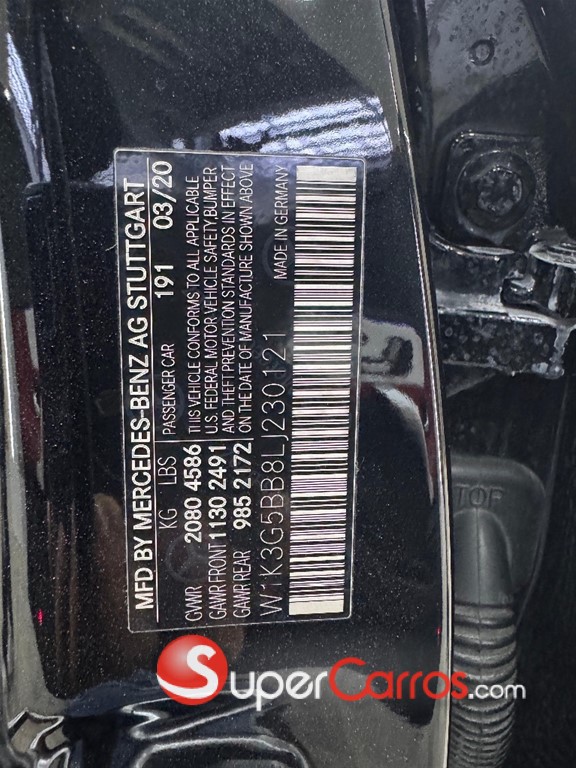 MFD BY MERCEDES-BENZ AG STUTTGART
KG LBS PASSENGER CAR 191 03/20
GVWR 2080 4586 THIS VEHICLE CONFORMS TO ALL APPLICABLE
GAWR FRONT 1130 2491 U.S. FEDERAL MOTOR VEHICLE SAFETY, BUMPER
GAWR REAR 985 2172 AND THEFT PREVENTION STANDARDS IN EFFECT
ON THE DATE OF MANUFACTURE SHOWN ABOVE
W1K3G5BB8LJ230121 MADE IN GERMANY
TOP
SUPERCARROS.com